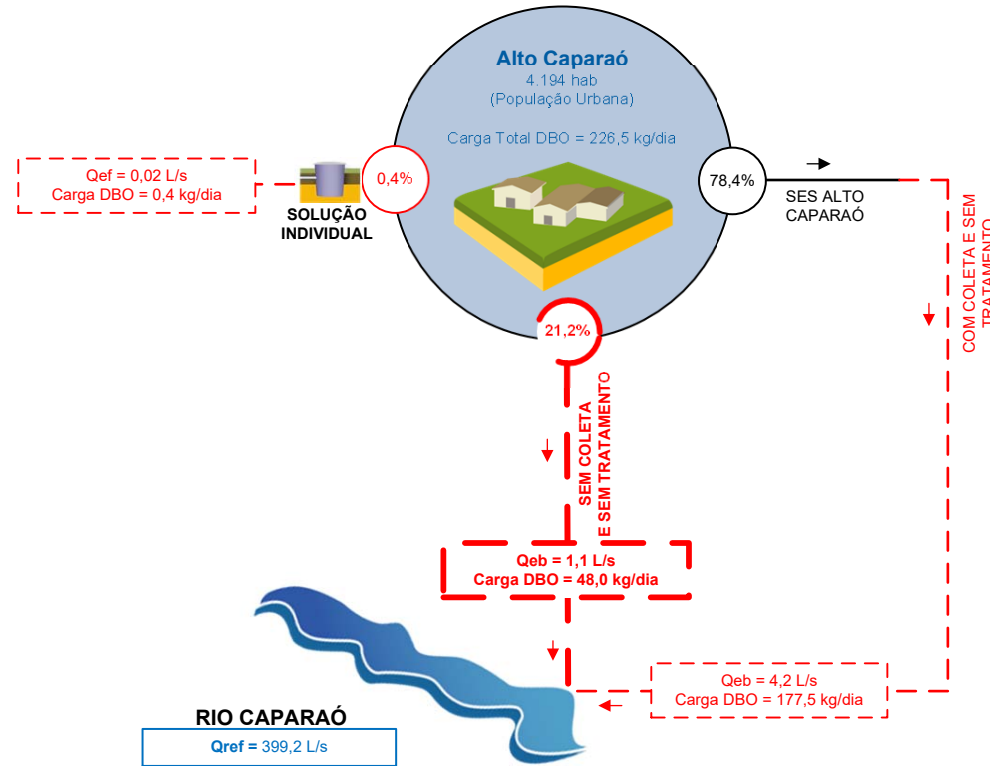 Alto Caparaó
4.194 hab
(População Urbana)
Carga Total DBO = 226,5 kg/dia
Qef = 0,02 L/s
Carga DBO = 0,4 kg/dia
SOLUÇÃO
INDIVIDUAL
0,4%
78,4%
SES ALTO
CAPARAÓ
COM COLETA E SEM
TRATAMENTO
21,2%
SEM COLETA
E SEM TRATAMENTO
Qeb = 1,1 L/s
Carga DBO = 48,0 kg/dia
Qeb = 4,2 L/s
Carga DBO = 177,5 kg/dia
RIO CAPARAÓ
Qref = 399,2 L/s